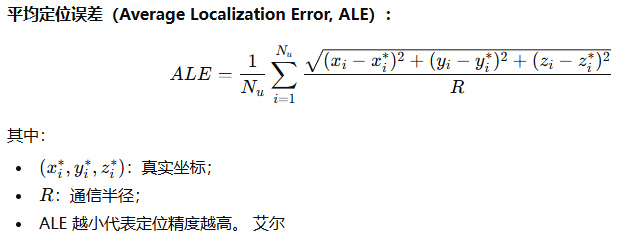 平均定位误差（Average Localization Error, ALE）：
$$ALE = \frac{1}{N_u} \sum_{i=1}^{N_u} \frac{\sqrt{(x_i - x_i^*)^2 + (y_i - y_i^*)^2 + (z_i - z_i^*)^2}}{R}$$
其中：
• $(x_i^*, y_i^*, z_i^*)$：真实坐标；
• $R$：通信半径；
• ALE 越小代表定位精度越高。 艾尔